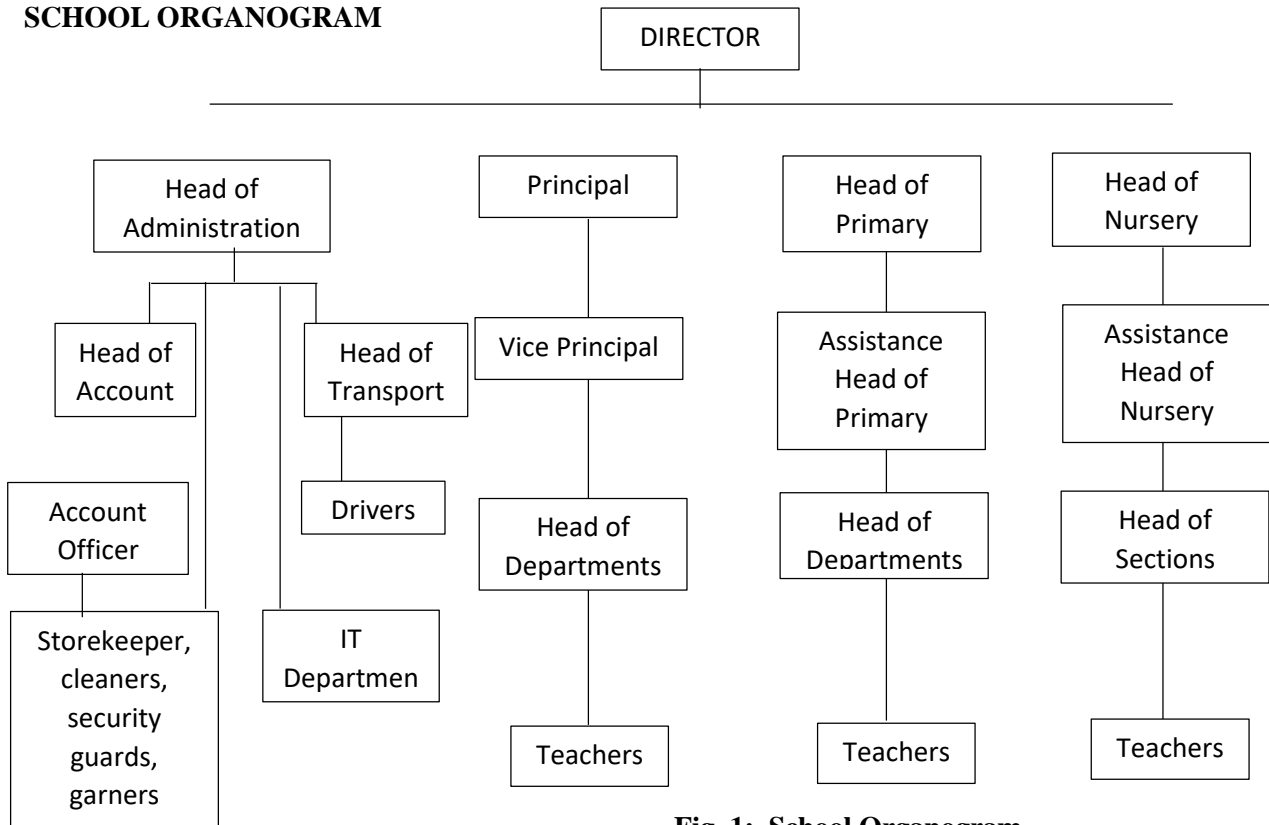 SCHOOL ORGANOGRAM
DIRECTOR
Head of
Administration
Principal
Head of
Primary
Head of
Nursery
Head of
Account
Head of
Transport
Vice Principal
Assistance
Head of
Primary
Assistance
Head of
Nursery
Account
Officer
Drivers
Head of
Departments
Head of
Departments
Head of
Sections
Storekeeper,
cleaners,
security
guards,
garners
IT
Departmen
Teachers
Teachers
Teachers
Fig. 1: School Organogram